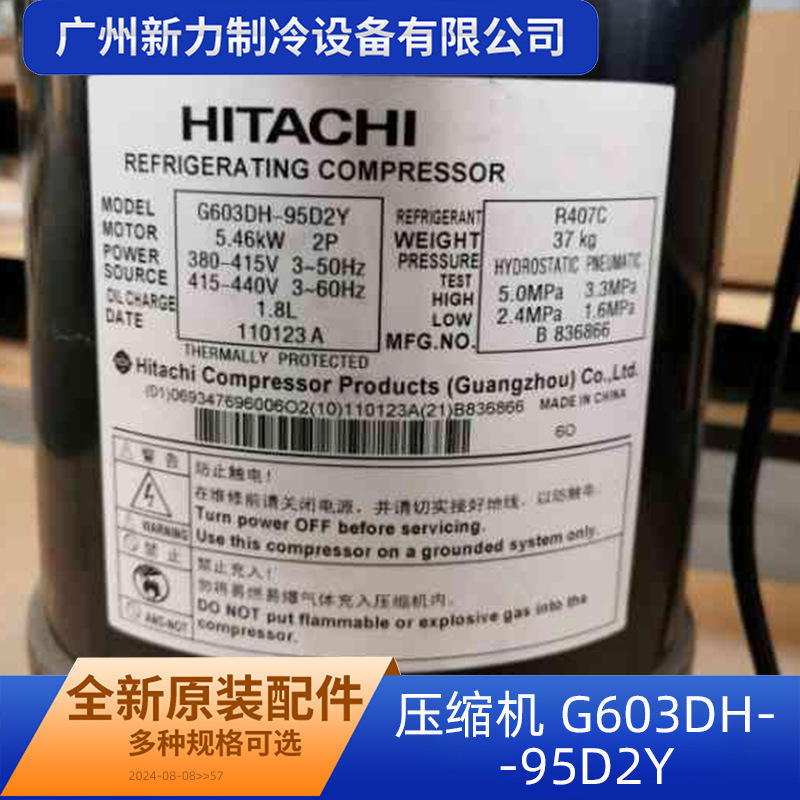 广州新力制冷设备有限公司
HITACHI
REFRIGERATING COMPRESSOR
MODEL G603DH-95D2Y
MOTOR 5.46kW 2P
POWER SOURCE 380-415V 3~50Hz
415-440V 3~60Hz
OIL CHARGE 1.8L
DATE 110123 A
REFRIGERANT R407C
WEIGHT 37 kg
PRESSURE TEST HYDROSTATIC PNEUMATIC
HIGH 5.0MPa 3.3MPa
LOW 2.4MPa 1.6MPa
MFG.NO. B 836866
THERMALLY PROTECTED
Hitachi Compressor Products (Guangzhou) Co.,Ltd.
(01)06934769600602(10)110123A(21)B836866 MADE IN CHINA
60
警告
防止触电！
在维修前请关闭电源，并请切实接好地线，以防触电。
Turn power OFF before servicing.
WARNING
Use this compressor on a grounded system only.
禁止
禁止充入！
勿将易燃易爆气体充入压缩机内。
DO NOT put flammable or explosive gas into the
compressor.
全新原装配件
多种规格可选
2024-08-08>>57
压缩机 G603DH-
-95D2Y